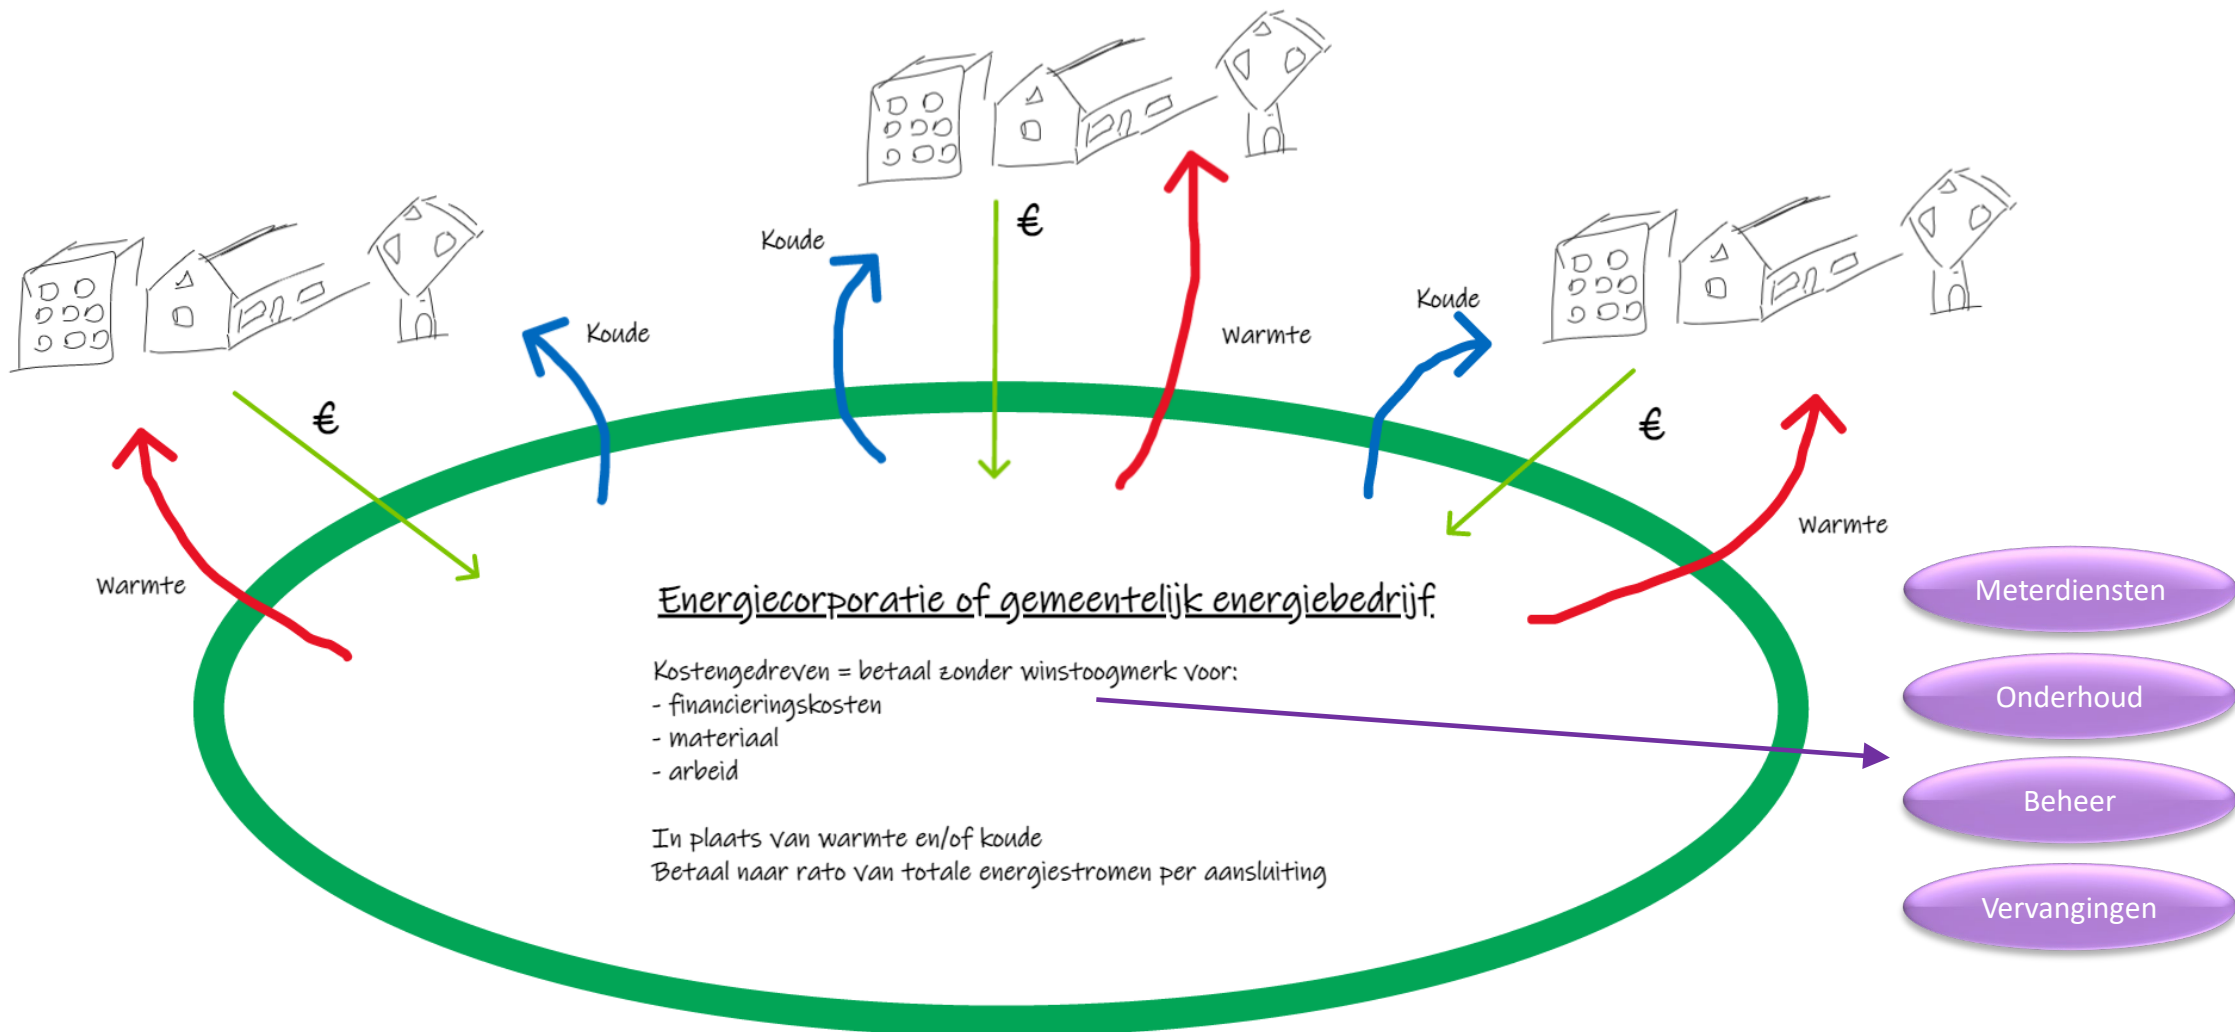 €
Koude
Koude
Warmte
Koude
€
€
Warmte
Warmte
Energiecorporatie of gemeentelijk energiebedrijf.
Kostengedreven = betaal zonder winstoogmerk voor:
- financieringskosten
- materiaal
- arbeid
In plaats van warmte en/of koude
Betaal naar rato van totale energiestromen per aansluiting
Meterdiensten
Onderhoud
Beheer
Vervangingen